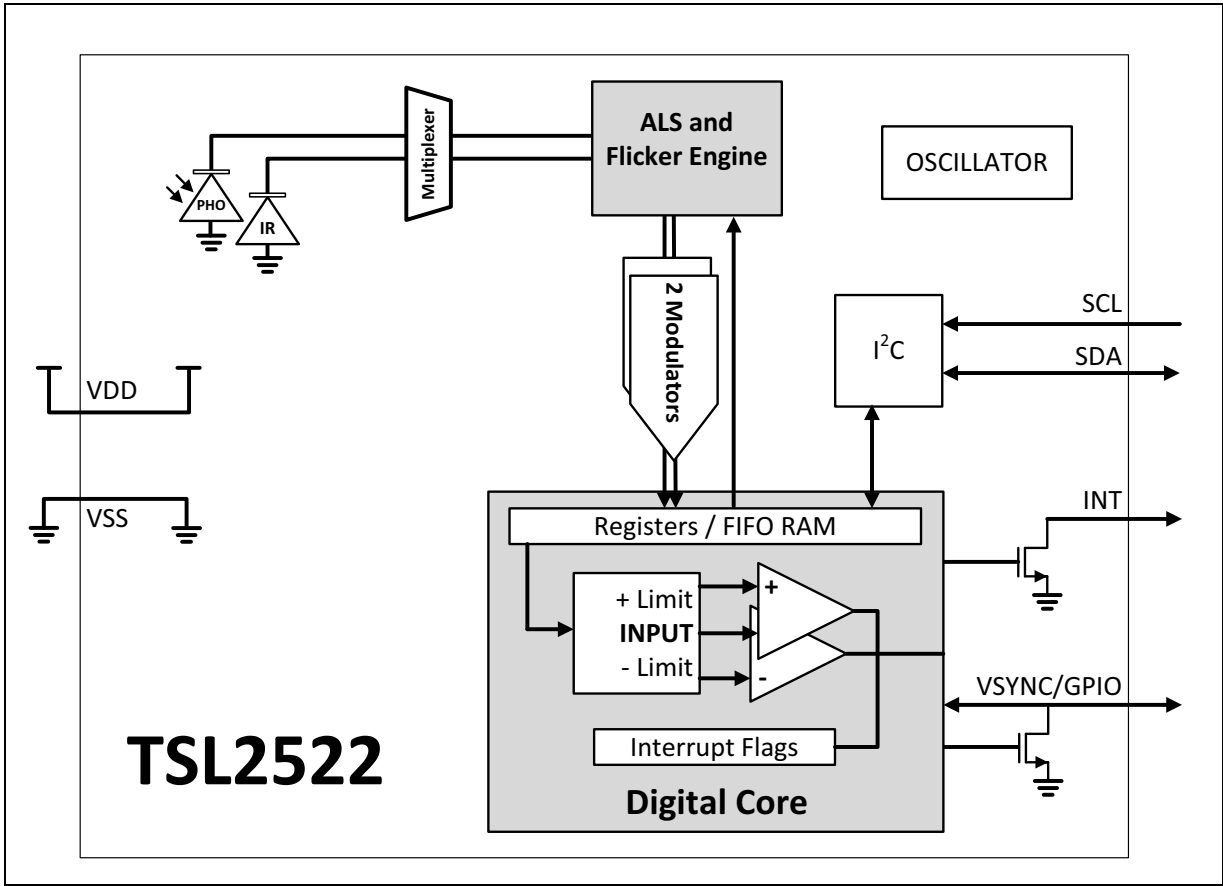 ALS and
Flicker Engine
OSCILLATOR
Multiplexer
PHO
IR
2 Modulators
I²C
SCL
SDA
VDD
VSS
INT
Registers / FIFO RAM
+ Limit
INPUT
- Limit
+
-
VSYNC/GPIO
Interrupt Flags
TSL2522
Digital Core